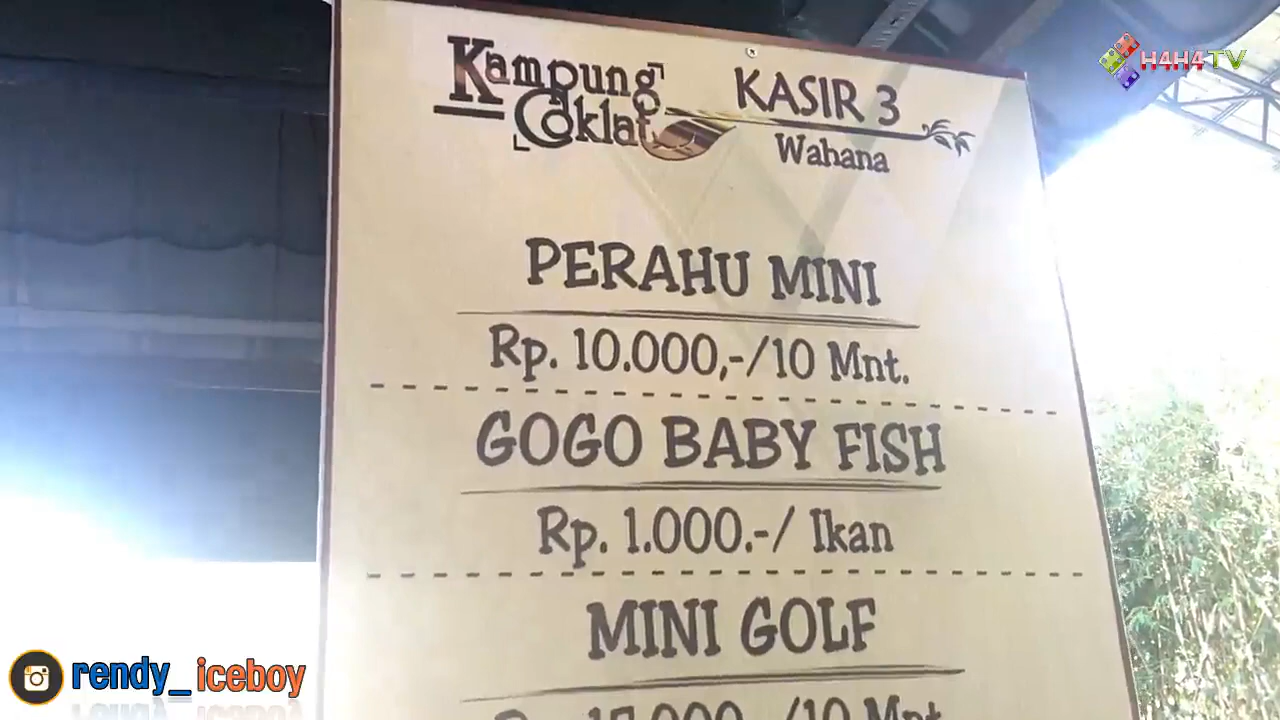 Kampung
Coklat
KASIR 3
Wahana
H4H4TV
PERAHU MINI
Rp. 10.000,-/10 Mnt.
GOGO BABY FISH
Rp. 1.000.-/ Ikan
MINI GOLF
rendy_iceboy